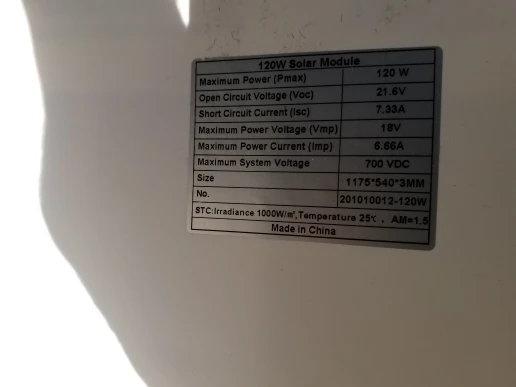 120W Solar Module
Maximum Power (Pmax) 120 W
Open Circuit Voltage (Voc) 21.6V
Short Circuit Current (Isc) 7.33A
Maximum Power Voltage (Vmp) 18V
Maximum Power Current (Imp) 6.66A
Maximum System Voltage 700 VDC
Size 1175*540*3MM
No. 201010012-120W
STC:Irradiance 1000W/㎡,Temperature 25℃ , AM=1.5
Made in China